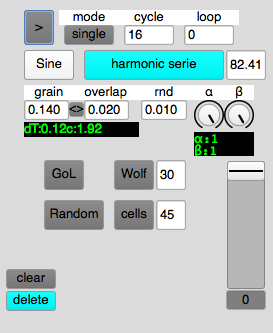 mode cycle loop
> single 16 0
Sine harmonic serie 82.41
grain overlap rnd α β
0.140 <> 0.020 0.010
dT:0.12c:1.92
α:1
β:1
GoL Wolf 30
Random cells 45
clear
delete 0